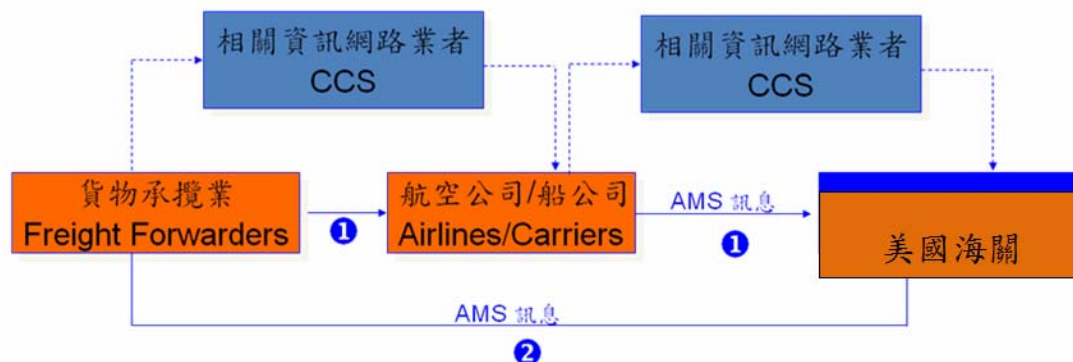 相關資訊網路業者
CCS
相關資訊網路業者
CCS
貨物承攬業
Freight Forwarders
❶
航空公司/船公司
Airlines/Carriers
AMS 訊息
❶
美國海關
AMS 訊息
❷